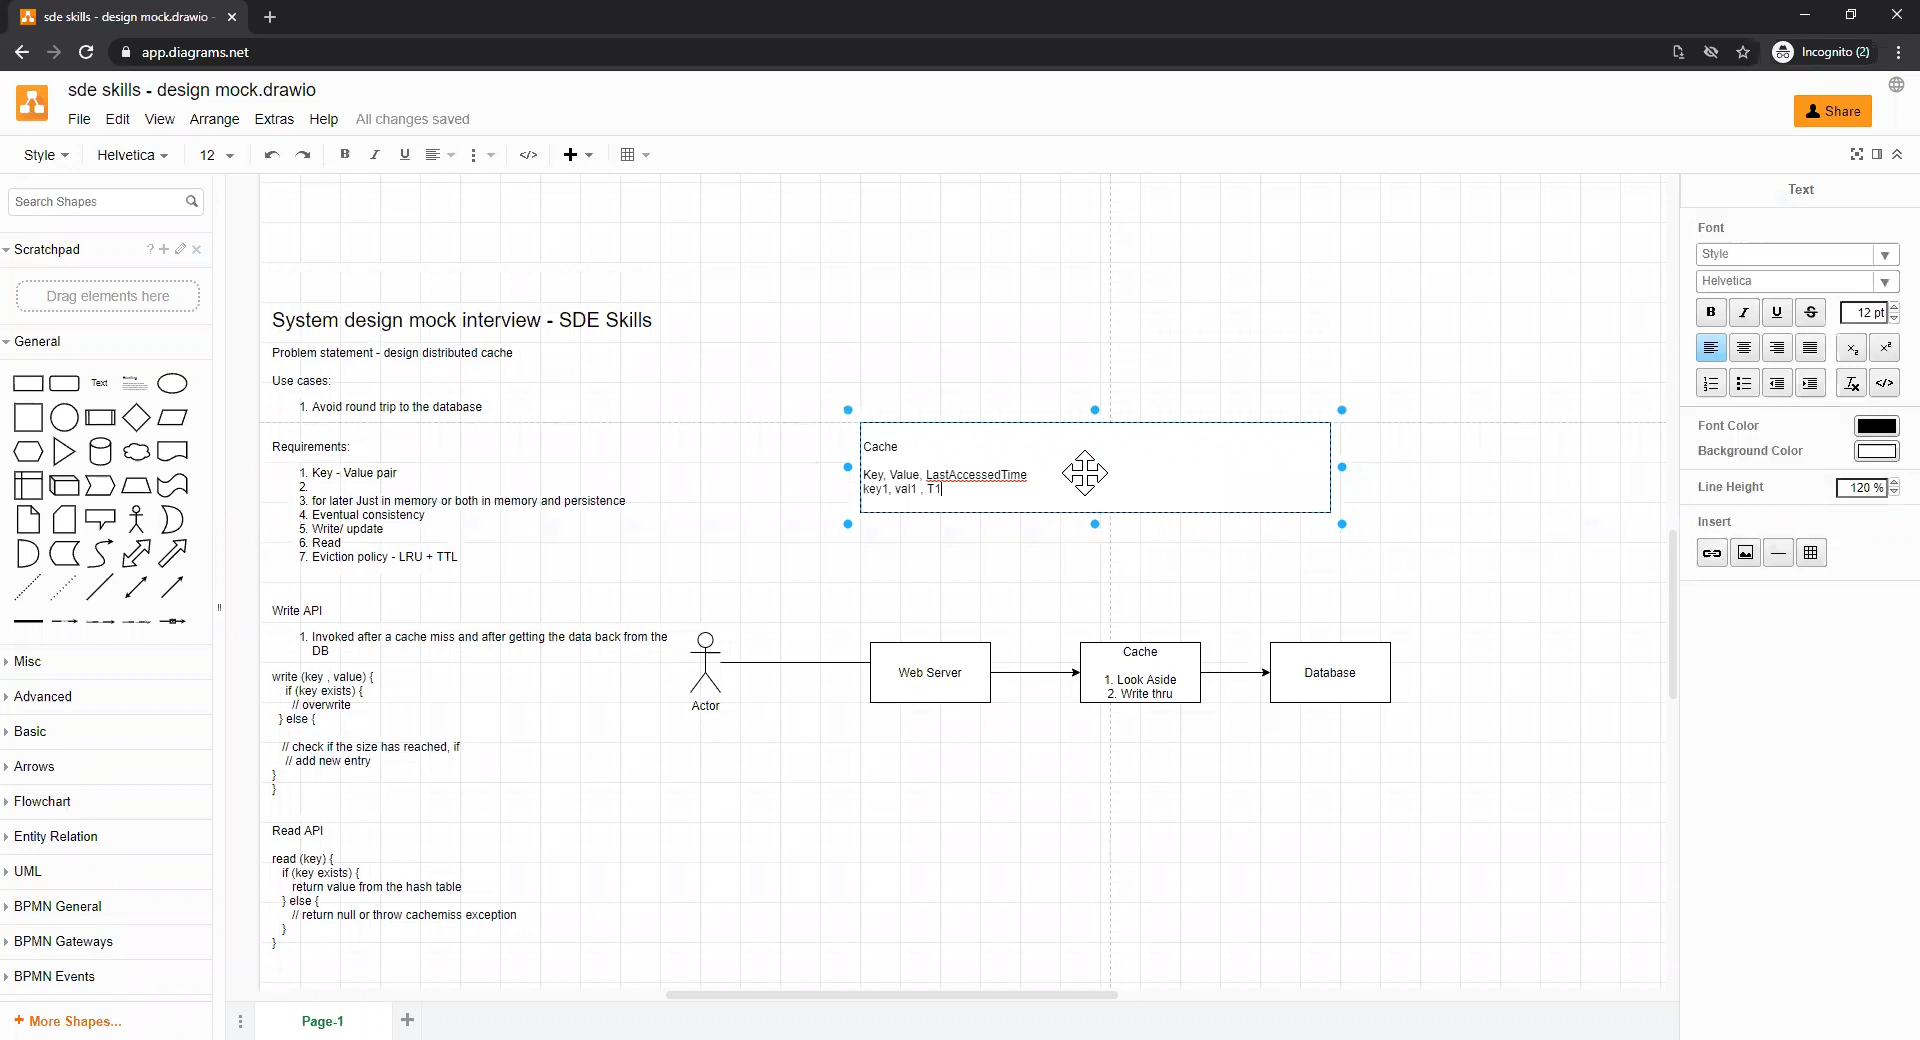 sde skills - design mock.drawio -
app.diagrams.net
Incognito (2)
sde skills - design mock.drawio
File Edit View Arrange Extras Help All changes saved
Share
Style Helvetica 12 B I U </>
Search Shapes
Scratchpad ?
Drag elements here
General
Text
Heading
Misc
Advanced
Basic
Arrows
Flowchart
Entity Relation
UML
BPMN General
BPMN Gateways
BPMN Events
+ More Shapes...
System design mock interview - SDE Skills
Problem statement - design distributed cache
Use cases:
1. Avoid round trip to the database
Requirements:
1. Key - Value pair
2.
3. for later Just in memory or both in memory and persistence
4. Eventual consistency
5. Write/ update
6. Read
7. Eviction policy - LRU + TTL
Write API
1. Invoked after a cache miss and after getting the data back from the
DB
write (key , value) {
if (key exists) {
// overwrite
} else {
// check if the size has reached, if
// add new entry
}
}
Read API
read (key) {
if (key exists) {
return value from the hash table
} else {
// return null or throw cachemiss exception
}
}
Cache
Key, Value, LastAccessedTime
key1, val1 , T1
Actor
Web Server
Cache
1. Look Aside
2. Write thru
Database
Page-1
Text
Font
Style
Helvetica
B I U S 12 pt
</>
Font Color
Background Color
Line Height 120 %
Insert